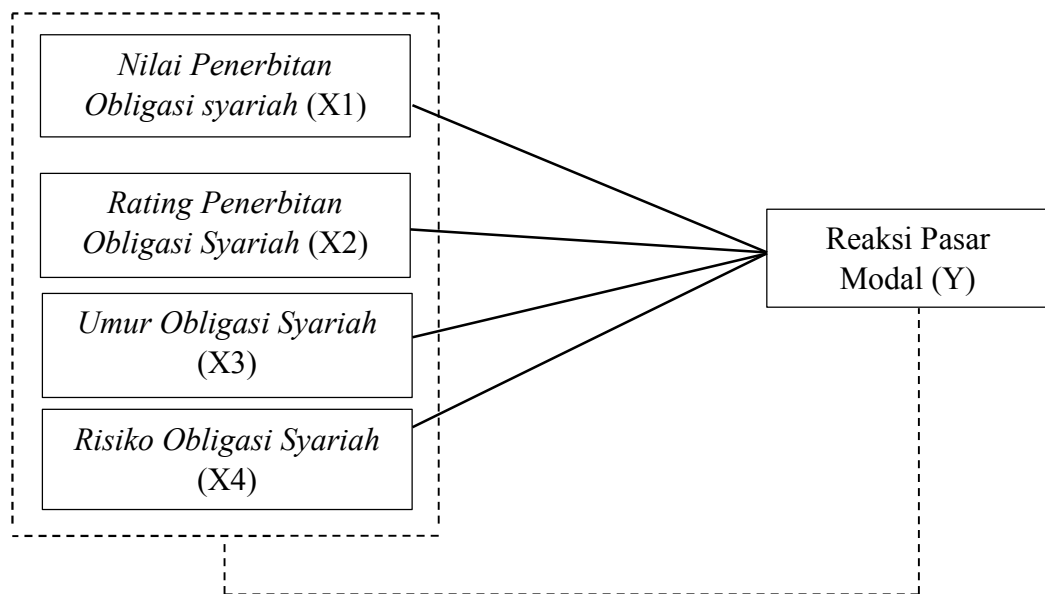 Nilai Penerbitan
Obligasi syariah (X1)
Rating Penerbitan
Obligasi Syariah (X2)
Umur Obligasi Syariah
(X3)
Risiko Obligasi Syariah
(X4)
Reaksi Pasar
Modal (Y)